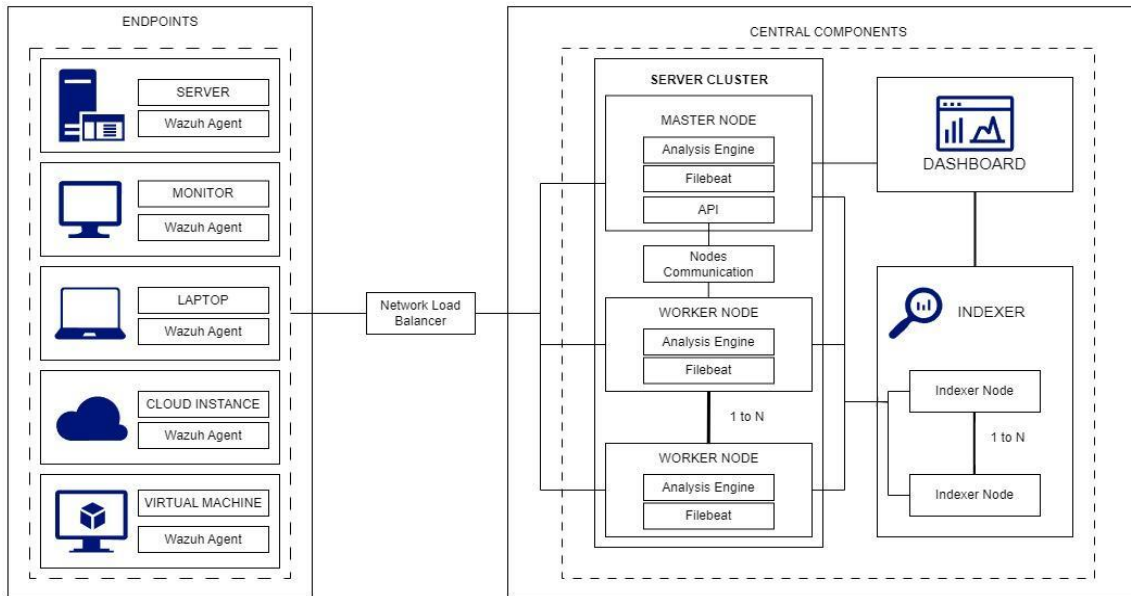 ENDPOINTS
SERVER
Wazuh Agent
MONITOR
Wazuh Agent
LAPTOP
Wazuh Agent
CLOUD INSTANCE
Wazuh Agent
VIRTUAL MACHINE
Wazuh Agent
Network Load
Balancer
CENTRAL COMPONENTS
SERVER CLUSTER
MASTER NODE
Analysis Engine
Filebeat
API
Nodes
Communication
WORKER NODE
Analysis Engine
Filebeat
1 to N
WORKER NODE
Analysis Engine
Filebeat
DASHBOARD
INDEXER
Indexer Node
1 to N
Indexer Node